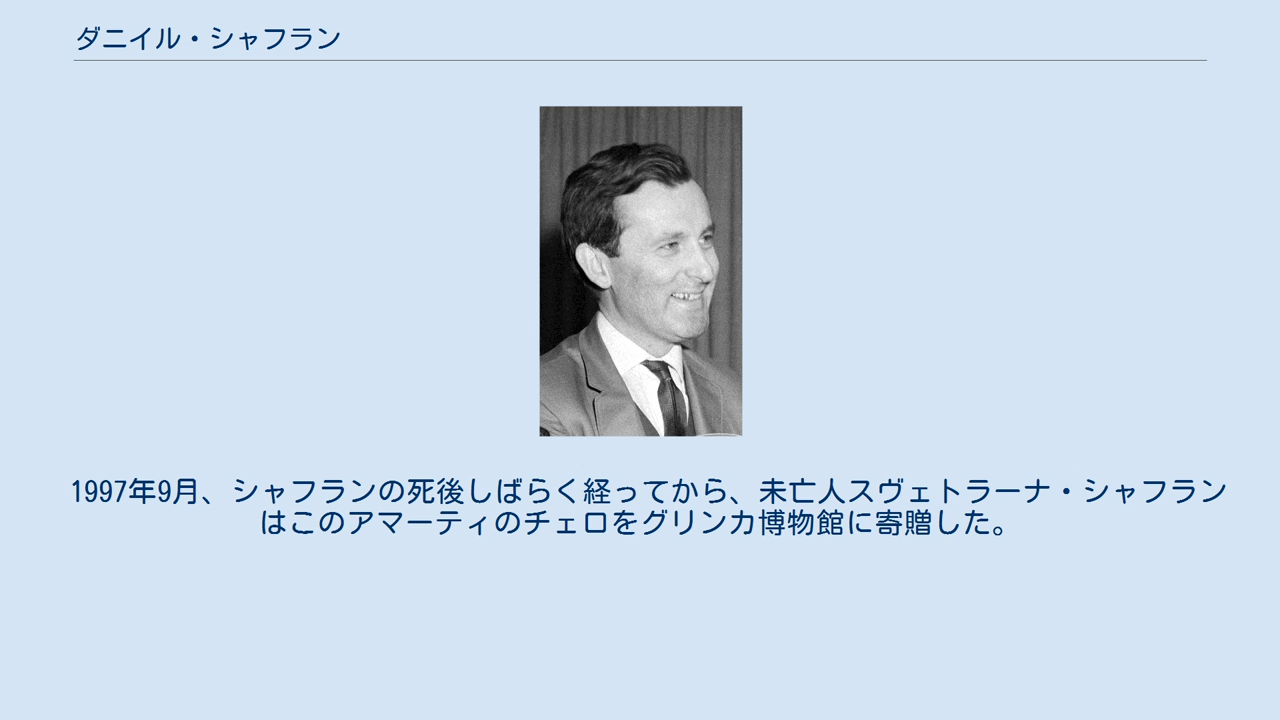 ダニイル・シャフラン
1997年9月、シャフランの死後しばらく経ってから、未亡人スヴェトラーナ・シャフラン
はこのアマーティのチェロをグリンカ博物館に寄贈した。